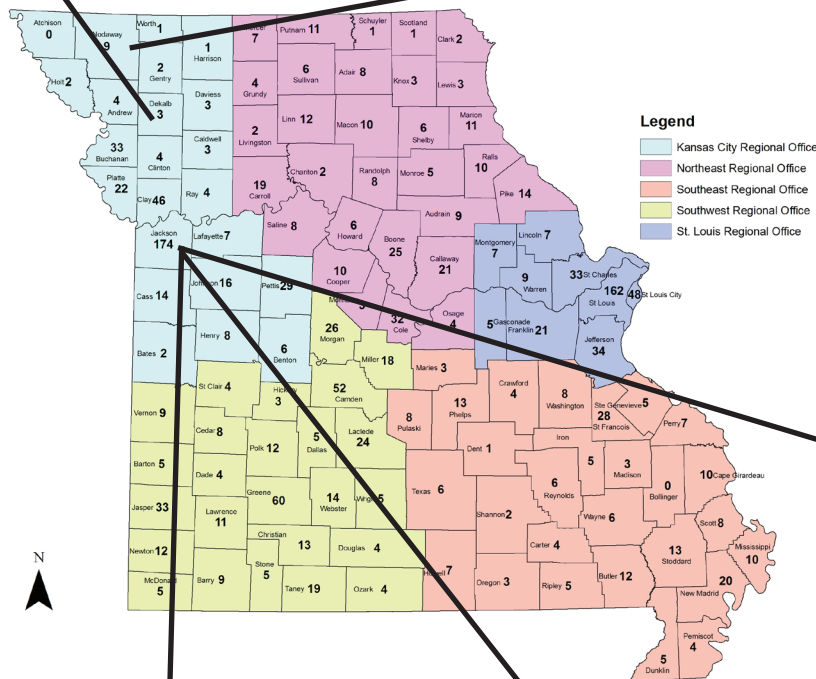 Atchison
0
Nodaway
9
Worth 1
1
Harrison
7
Putnam 11
Schuyler
1
Scotland
1
Clark 2
Holt 2
2
Gentry
4
Grundy
6
Sullivan
Adair 8
Knox 3
Lewis 3
4
Andrew
Dekalb
3
Daviess
3
Linn 12
Macon 10
6
Shelby
Marion
11
33
Buchanan
4
Clinton
Caldwell
3
2
Livingston
Chariton 2
Randolph
8
Monroe 5
Ralls
10
Platte
22
Clay 46
Ray 4
19
Carroll
Pike 14
Jackson
174
Lafayette 7
Saline 8
6
Howard
Boone
25
Audrain 9
Callaway
21
Montgomery
7
Lincoln 7
9
Warren
33 St Charles
162
St Louis
48 St Louis City
Cass 14
Johnson 16
Pettis 29
10
Cooper
3
32
Cole
Osage
4
5 Gasconade
Franklin 21
Jefferson
34
Bates 2
Henry 8
6
Benton
26
Morgan
Miller 18
Maries 3
Crawford
4
8
Washington
Ste Genevieve 5
28
St Francois
Perry 7
St Clair 4
Hickory
3
52
Camden
8
Pulaski
13
Phelps
Vernon 9
Cedar 8
Polk 12
5
Dallas
Laclede
24
Dent 1
Iron
5
3
Madison
0
Bollinger
10 Cape Girardeau
Barton 5
Dade 4
Greene 60
14
Webster
Wright 5
Texas 6
6
Reynolds
Jasper 33
Lawrence
11
Christian
13
Douglas 4
Shannon 2
Wayne 6
Scott 8
Mississippi
10
Newton 12
Carter 4
13
Stoddard
McDonald
5
Barry 9
Stone
5
Taney 19
Ozark 4
Howell 7
Oregon 3
Ripley 5
Butler 12
20
New Madrid
Pemiscot
4
5
Dunklin
Legend
Kansas City Regional Office
Northeast Regional Office
Southeast Regional Office
Southwest Regional Office
St. Louis Regional Office
N